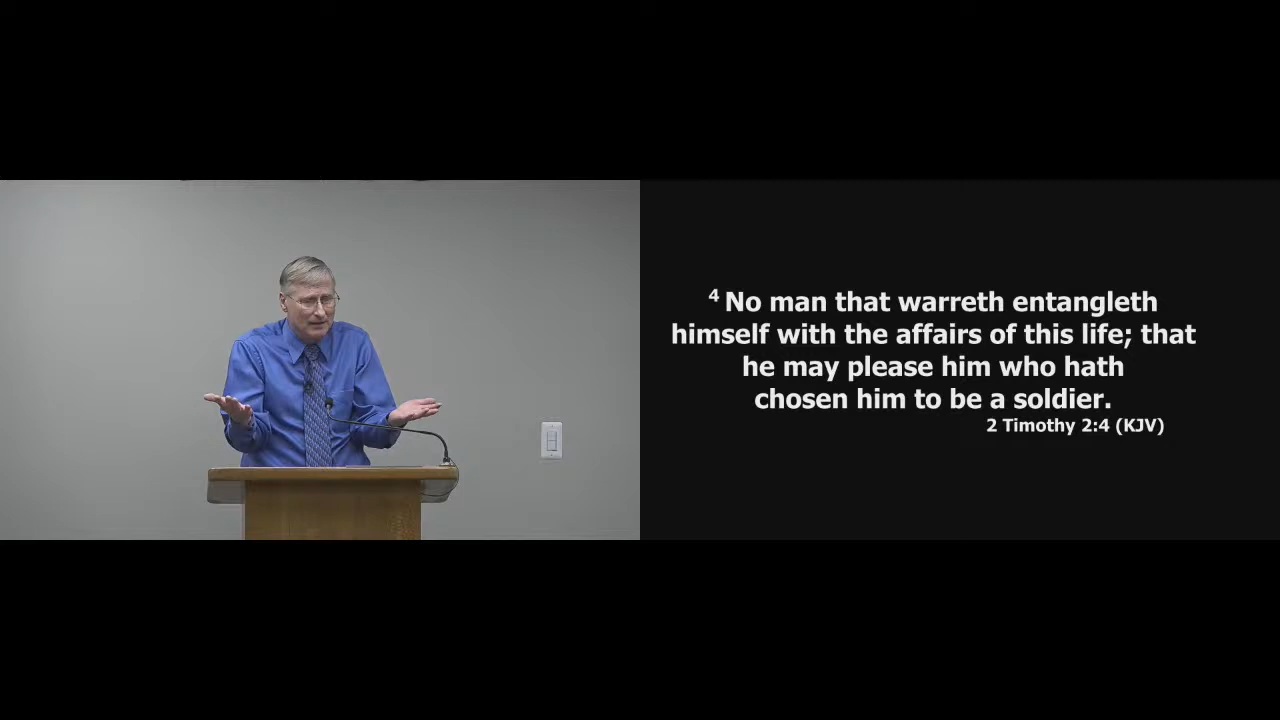 4 No man that warreth entangleth
himself with the affairs of this life; that
he may please him who hath
chosen him to be a soldier.
2 Timothy 2:4 (KJV)